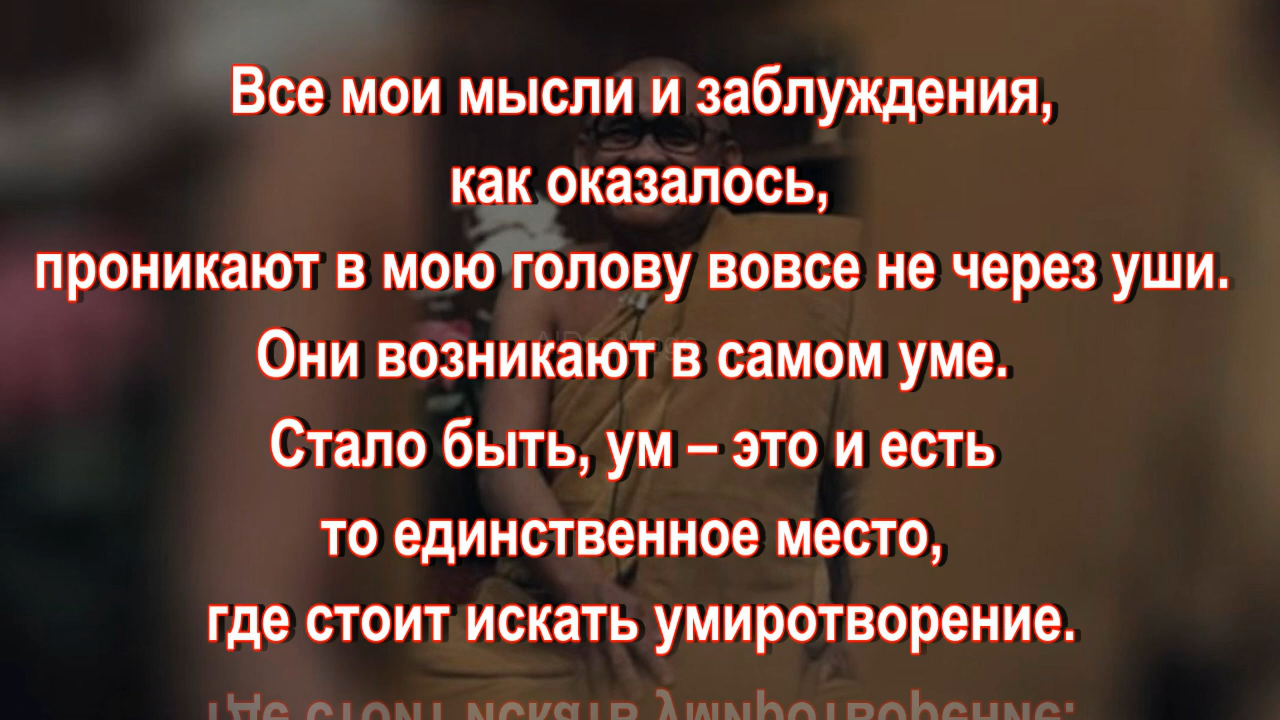 Все мои мысли и заблуждения,
как оказалось,
проникают в мою голову вовсе не через уши.
Они возникают в самом уме.
Стало быть, ум – это и есть
то единственное место,
где стоит искать умиротворение.